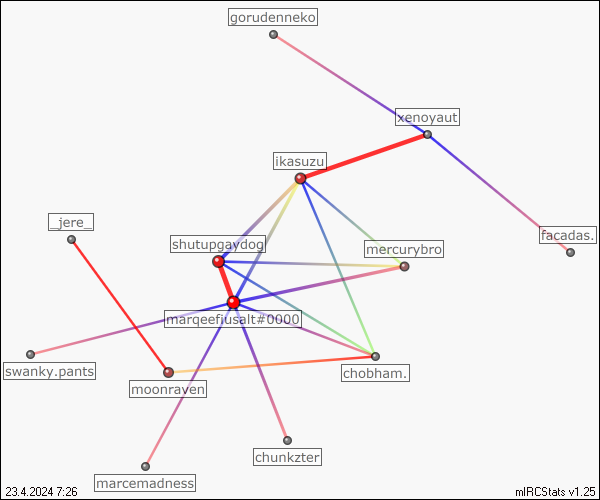 gorudenneko
xenoyaut
ikasuzu
_jere_
facadas.
shutupgavdog
mercurybro
marqeefiusalt#0000
swanky.pants
chobham.
moonraven
chunkzter
marcemadness
23.4.2024 7:26
mIRCStats v1.25